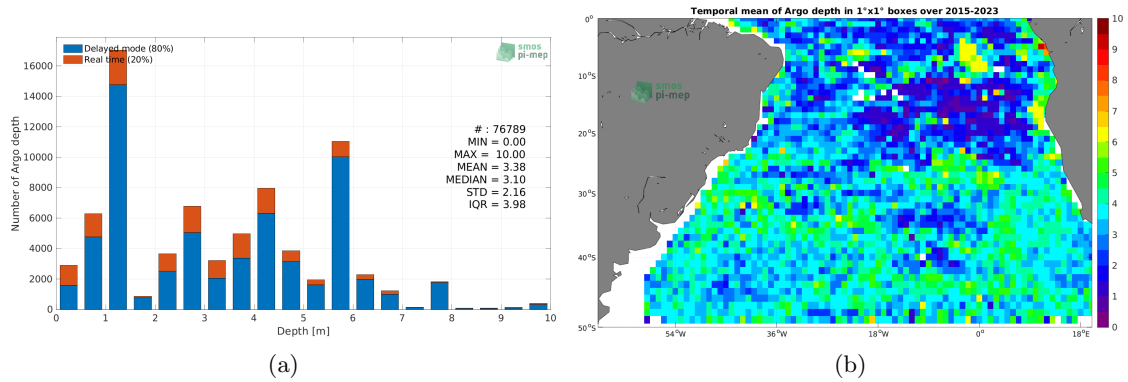 Delayed mode (80%)
Real time (20%)
smos
pi-mep
16000
14000
12000
10000
8000
6000
4000
2000
0
Number of Argo depth
# : 76789
MIN = 0.00
MAX = 10.00
MEAN = 3.38
MEDIAN = 3.10
STD = 2.16
IQR = 3.98
0 1 2 3 4 5 6 7 8 9 10
Depth [m]
(a)
Temporal mean of Argo depth in 1°x1° boxes over 2015-2023
smos
pi-mep
0°
10°S
20°S
30°S
40°S
50°S
54°W 36°W 18°W 0° 18°E
10
9
8
7
6
5
4
3
2
1
0
(b)